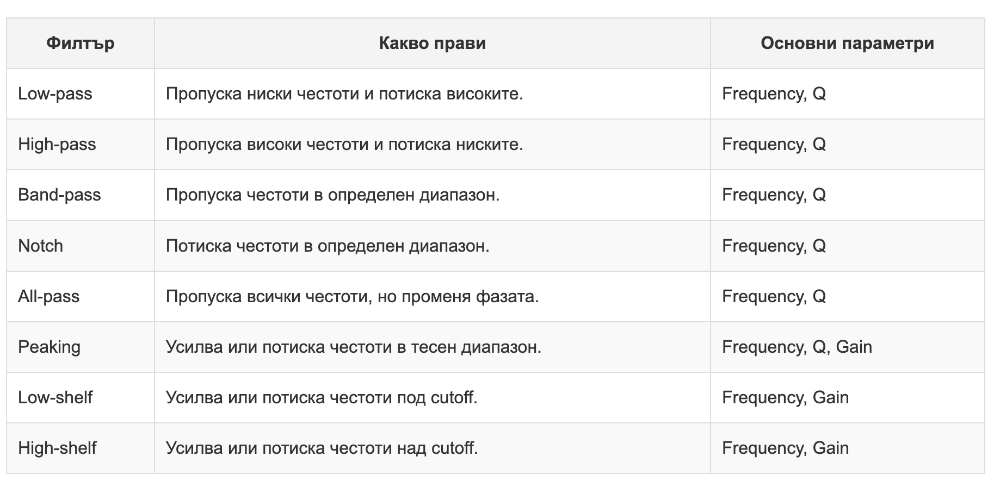 Филтър Какво прави Основни параметри
Low-pass Пропуска ниски честоти и потиска високите. Frequency, Q
High-pass Пропуска високи честоти и потиска ниските. Frequency, Q
Band-pass Пропуска честоти в определен диапазон. Frequency, Q
Notch Потиска честоти в определен диапазон. Frequency, Q
All-pass Пропуска всички честоти, но променя фазата. Frequency, Q
Peaking Усилва или потиска честоти в тесен диапазон. Frequency, Q, Gain
Low-shelf Усилва или потиска честоти под cutoff. Frequency, Gain
High-shelf Усилва или потиска честоти над cutoff. Frequency, Gain